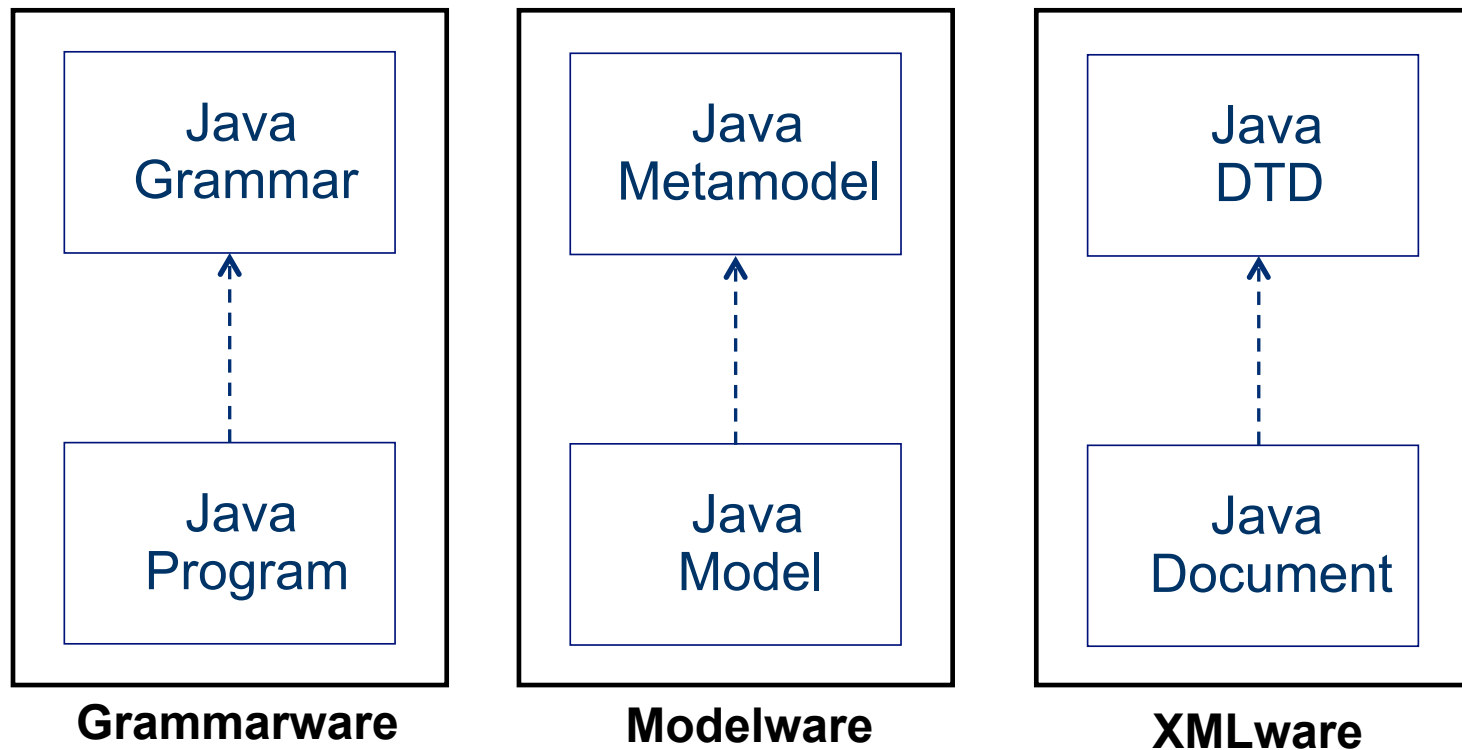 Java
Grammar
Java
Program
Grammarware
Java
Metamodel
Java
Model
Modelware
Java
DTD
Java
Document
XMLware